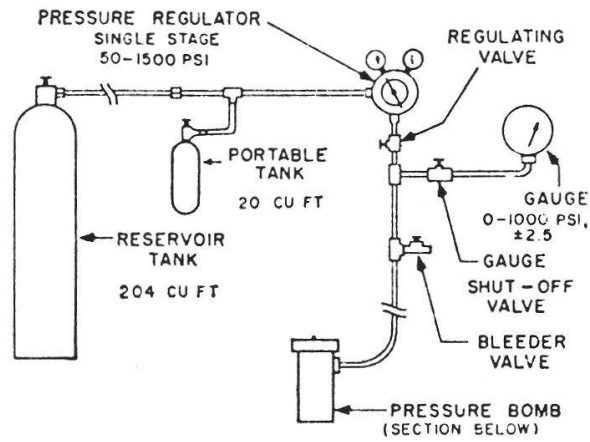 PRESSURE REGULATOR
SINGLE STAGE
50-1500 PSI
REGULATING
VALVE
PORTABLE
TANK
20 CU FT
GAUGE
0-1000 PSI,
±2.5
RESERVOIR
TANK
204 CU FT
GAUGE
SHUT-OFF
VALVE
BLEEDER
VALVE
PRESSURE BOMB
(SECTION BELOW)